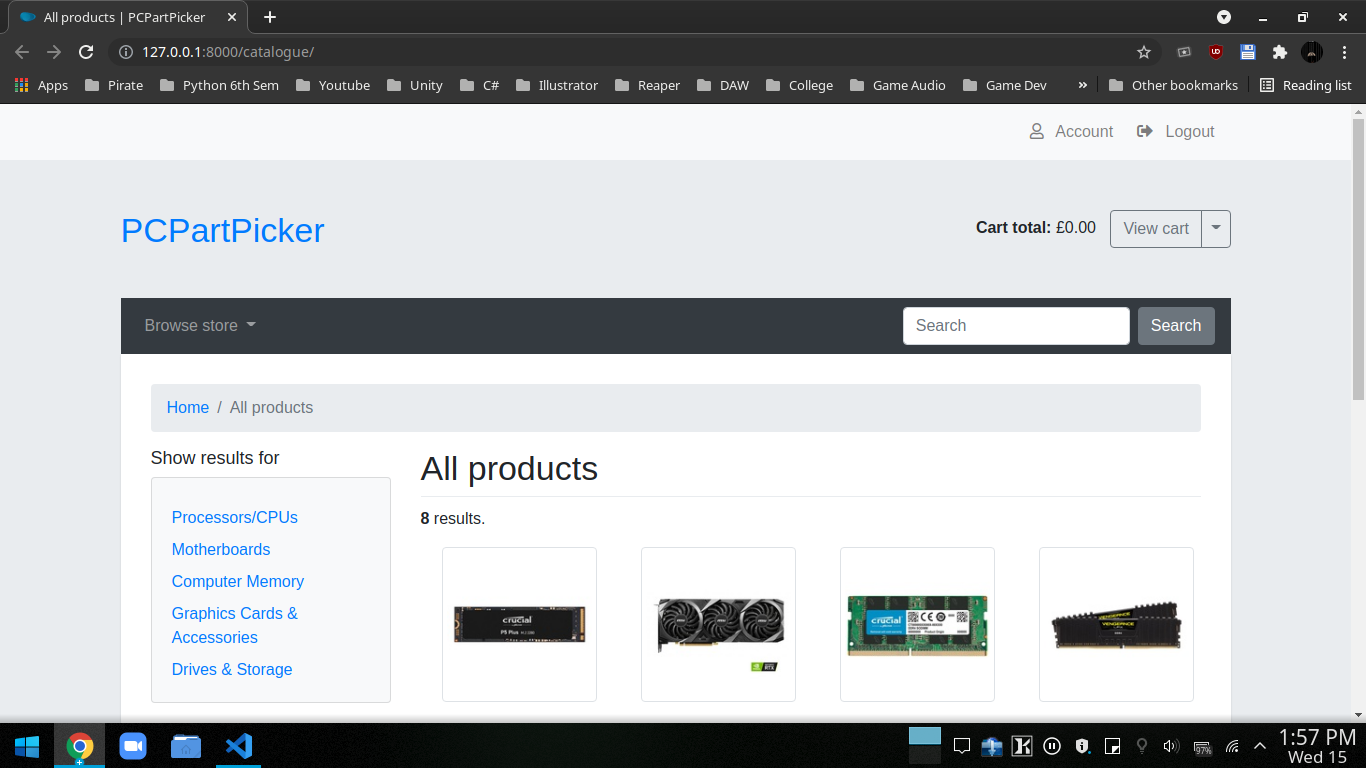 All products | PCPartPicker
127.0.0.1:8000/catalogue/
Apps Pirate Python 6th Sem Youtube Unity C# Illustrator Reaper DAW College Game Audio Game Dev » Other bookmarks Reading list
Account Logout
PCPartPicker
Cart total: £0.00 View cart
Browse store
Search Search
Home / All products
Show results for
Processors/CPUs
Motherboards
Computer Memory
Graphics Cards &
Accessories
Drives & Storage
All products
8 results.
crucial
P5 Plus
crucial
VENGEANCE
97%
1:57 PM
Wed 15